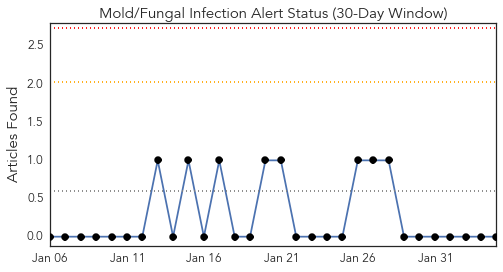 Mold/Fungal Infection Alert Status (30-Day Window)
Articles Found
2.5
2.0
1.5
1.0
0.5
0.0
Jan 06 Jan 11 Jan 16 Jan 21 Jan 26 Jan 31